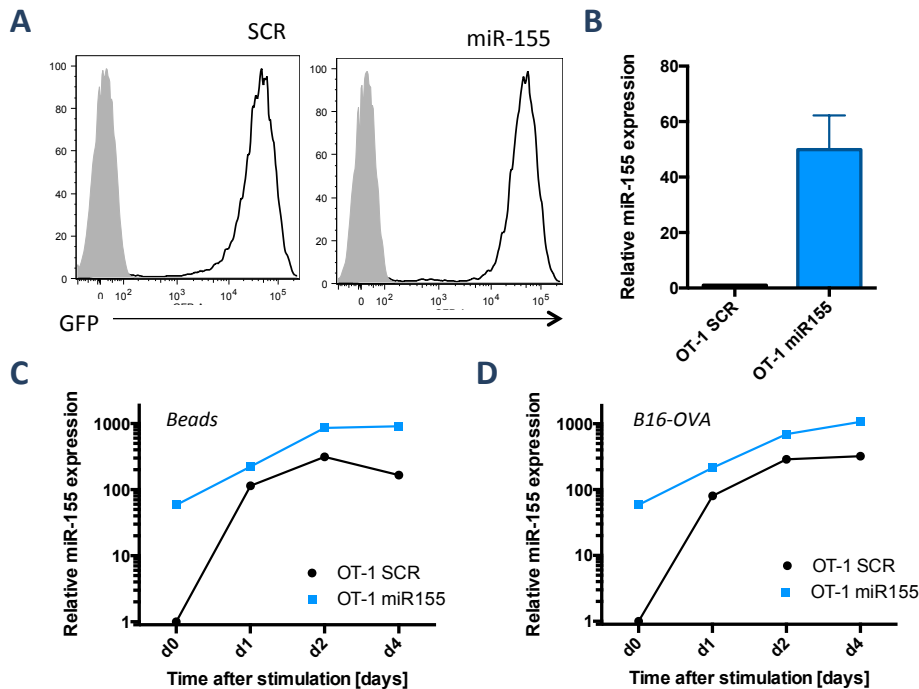 A
SCR
miR-155
100
80
60
40
20
0
0 10² 10³ 10⁴ 10⁵
100
80
60
40
20
0
0 10² 10³ 10⁴ 10⁵
GFP
B
Relative miR-155 expression
80
60
40
20
0
OT-1 SCR
OT-1 miR155
C
Beads
Relative miR-155 expression
1000
100
10
1
OT-1 SCR
OT-1 miR155
d0 d1 d2 d4
Time after stimulation [days]
D
B16-OVA
Relative miR-155 expression
1000
100
10
1
OT-1 SCR
OT-1 miR155
d0 d1 d2 d4
Time after stimulation [days]